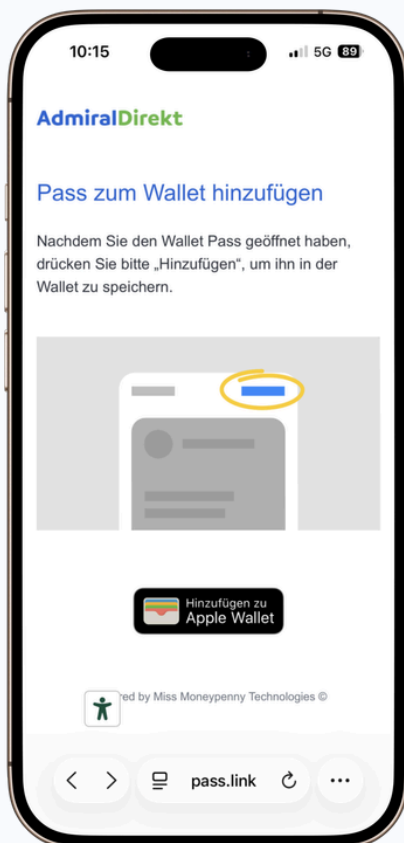 10:15
5G 89
AdmiralDirekt
Pass zum Wallet hinzufügen
Nachdem Sie den Wallet Pass geöffnet haben,
drücken Sie bitte „Hinzufügen“, um ihn in der
Wallet zu speichern.
Hinzufügen zu
Apple Wallet
red by Miss Moneypenny Technologies ©
pass.link